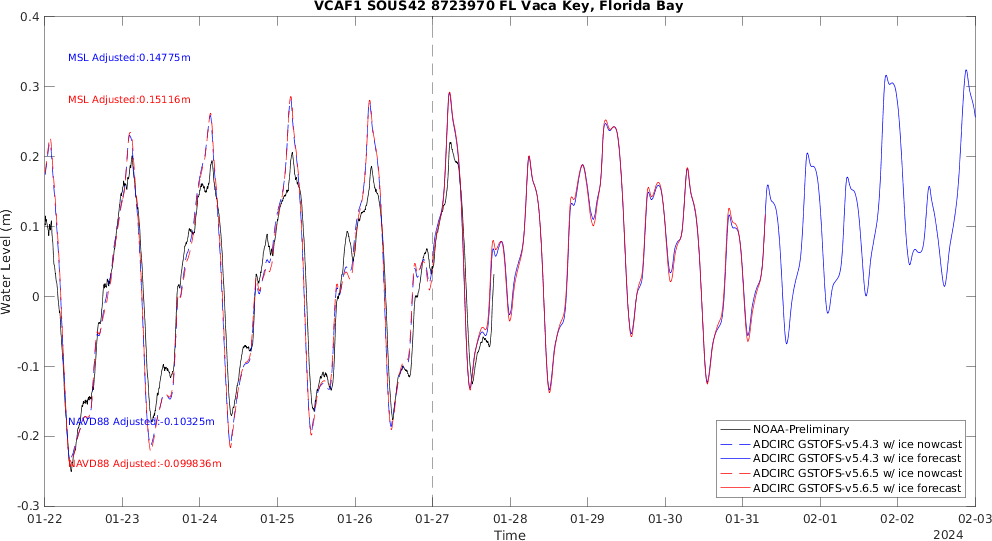 VCAF1 SOUS42 8723970 FL Vaca Key, Florida Bay
0.4
0.3
0.2
0.1
0
-0.1
-0.2
-0.3
Water Level (m)
MSL Adjusted:0.14775m
MSL Adjusted:0.15116m
NAVD88 Adjusted:-0.10325m
NAVD88 Adjusted:-0.099836m
NOAA-Preliminary
ADCIRC GSTOFS-v5.4.3 w/ ice nowcast
ADCIRC GSTOFS-v5.4.3 w/ ice forecast
ADCIRC GSTOFS-v5.6.5 w/ ice nowcast
ADCIRC GSTOFS-v5.6.5 w/ ice forecast
01-22 01-23 01-24 01-25 01-26 01-27 01-28 01-29 01-30 01-31 02-01 02-02 02-03
Time
2024